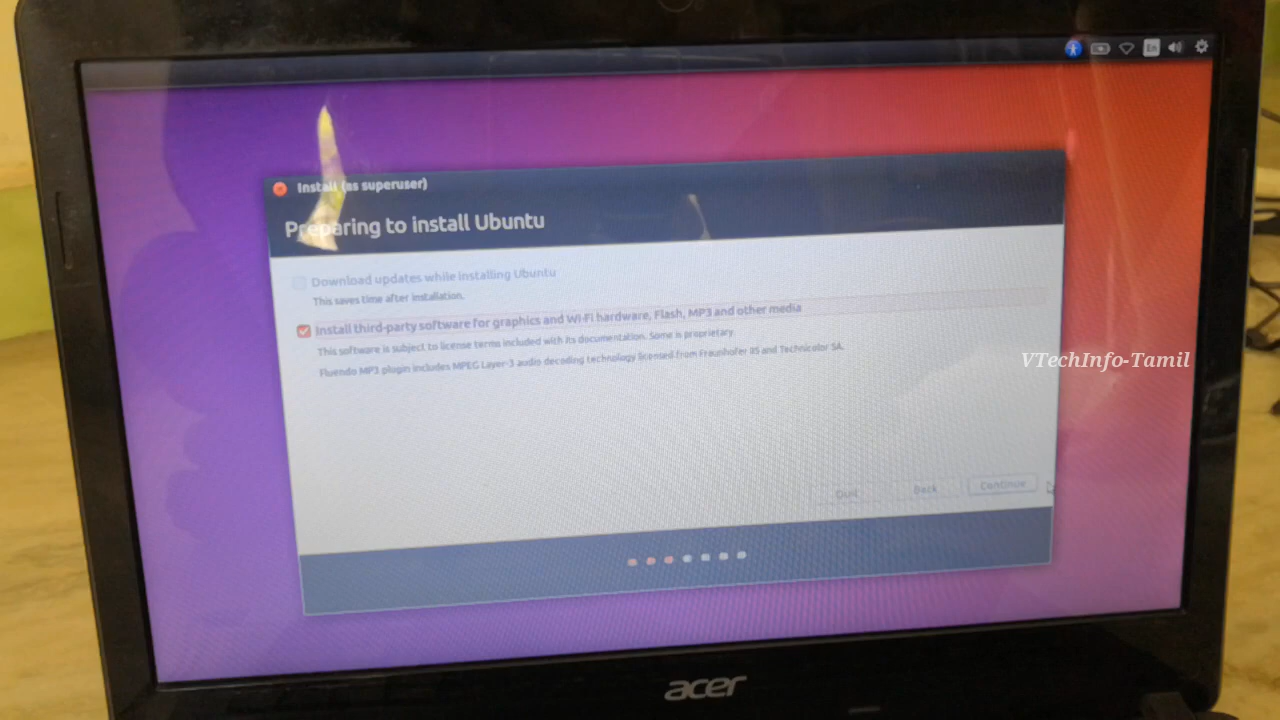 En
Install (as superuser)
Preparing to install Ubuntu
Download updates while installing Ubuntu
This saves time after installation.
Install third-party software for graphics and Wi-Fi hardware, Flash, MP3 and other media
This software is subject to license terms included with its documentation. Some is proprietary.
Fluendo MP3 plugin includes MPEG Layer-3 audio decoding technology licensed from Fraunhofer IIS and Technicolor SA.
VTechInfo-Tamil
Quit Back Continue
acer